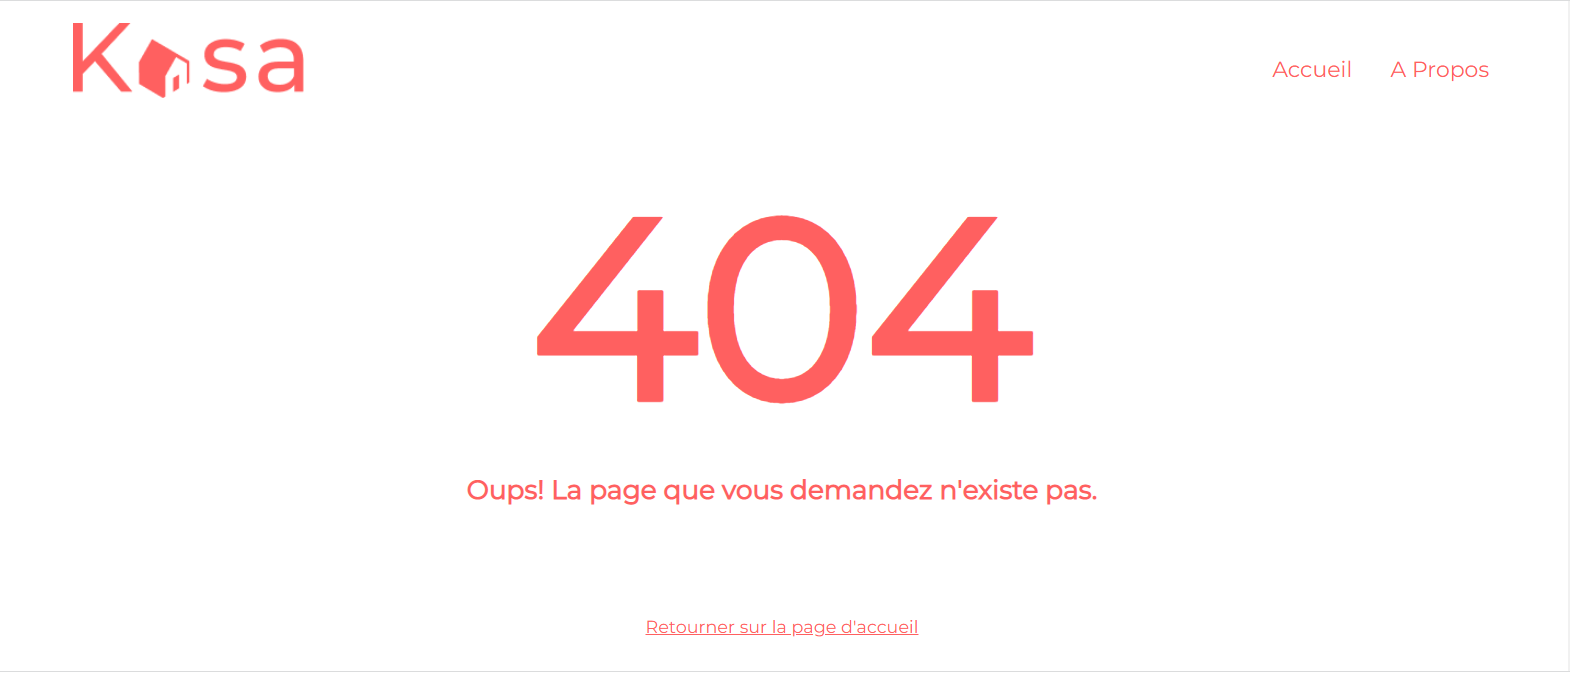 Kasa
Accueil A Propos
404
Oups! La page que vous demandez n'existe pas.
Retourner sur la page d'accueil